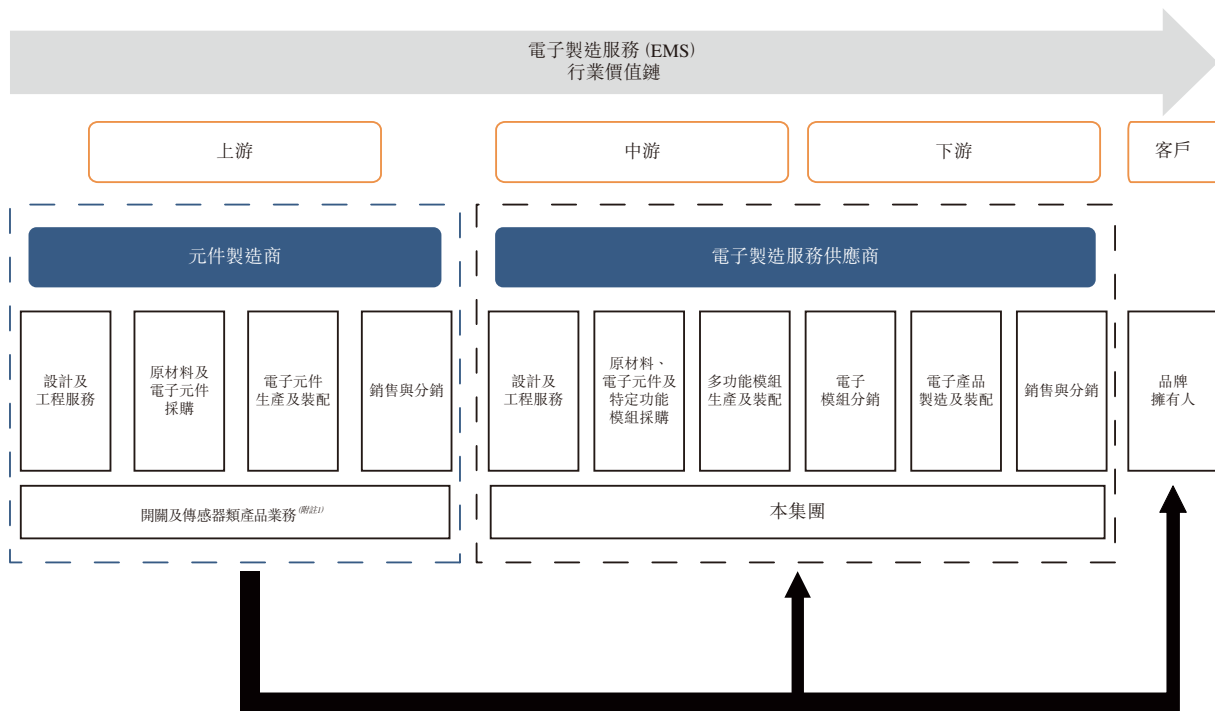 電子製造服務 (EMS)
行業價值鏈
上游
中游
下游
客戶
元件製造商
電子製造服務供應商
設計及
工程服務
原材料及
電子元件
採購
電子元件
生產及裝配
銷售與分銷
設計及
工程服務
原材料、
電子元件及
特定功能
模組採購
多功能模組
生產及裝配
電子
模組分銷
電子產品
製造及裝配
銷售與分銷
品牌
擁有人
開關及傳感器類產品業務(附註1)
本集團